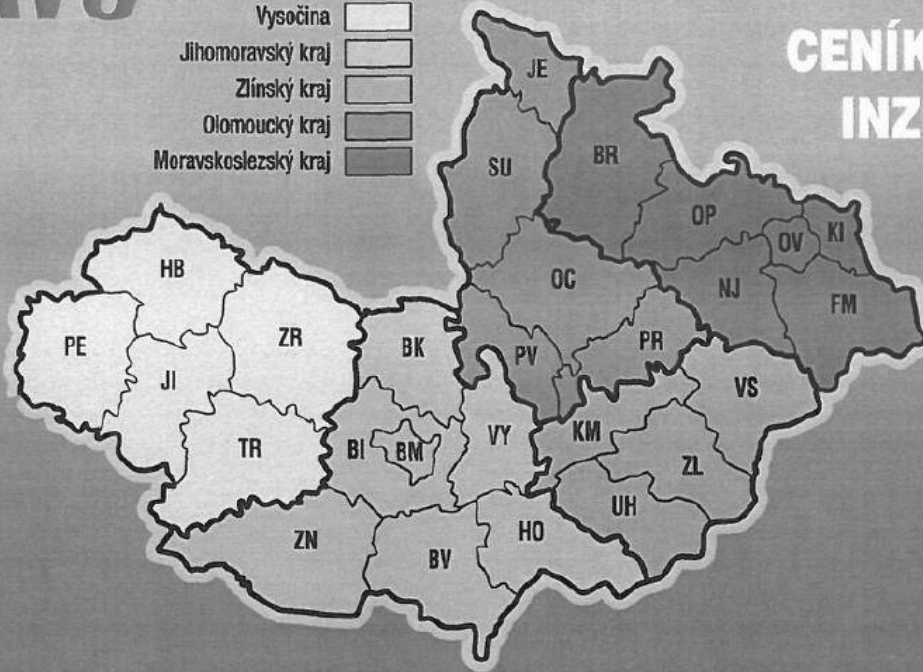 Vysočina
Jihomoravský kraj
Zlínský kraj
Olomoucký kraj
Moravskoslezský kraj
CENÍK
INZ
JE
SU
BR
OP
OV
KI
HB
OC
NJ
FM
PE
ZR
BK
PV
PR
JI
VS
TR
BI
BM
VY
KM
ZL
UH
ZN
BV
HO